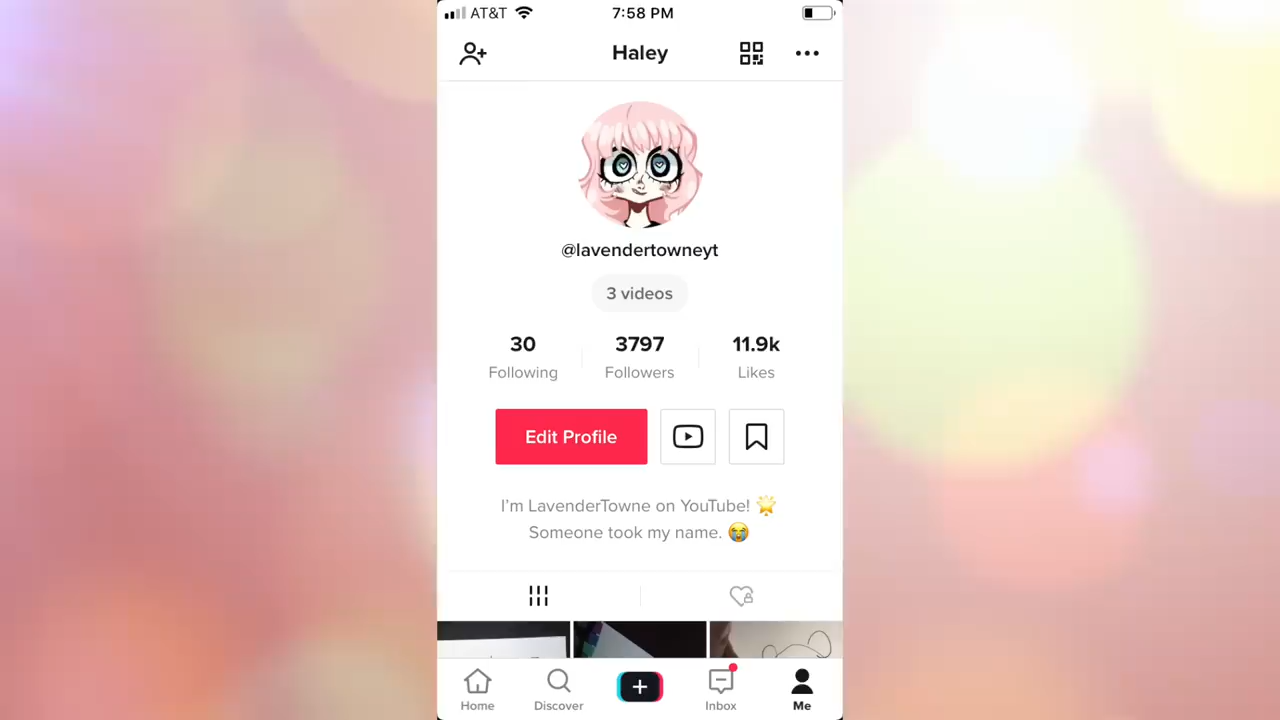 AT&T 7:58 PM
Haley
@lavendertowneyt
3 videos
30 3797 11.9k
Following Followers Likes
Edit Profile
I'm LavenderTowne on YouTube! 🌟
Someone took my name. 😭
Home Discover Inbox Me